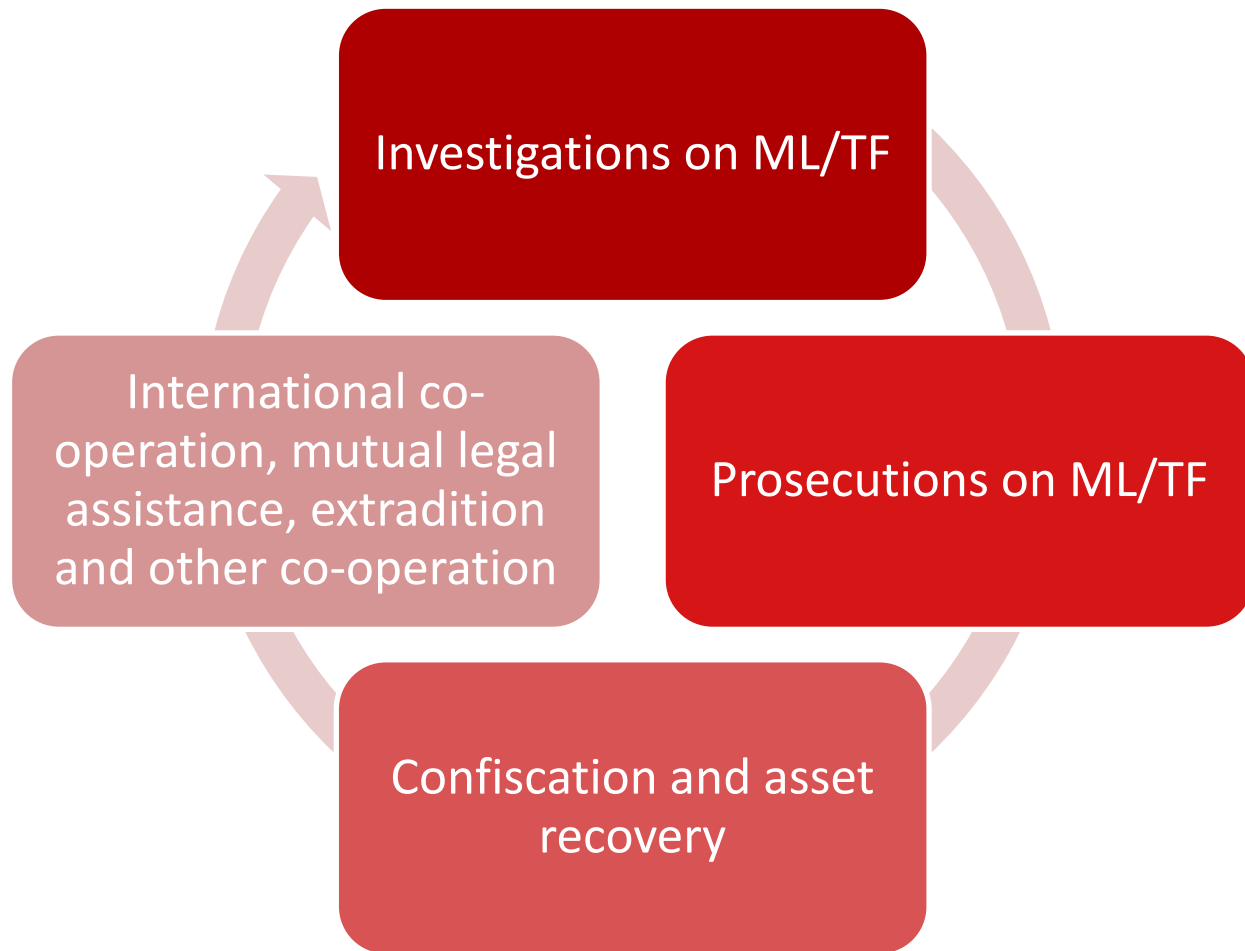 Investigations on ML/TF
Prosecutions on ML/TF
Confiscation and asset
recovery
International co-
operation, mutual legal
assistance, extradition
and other co-operation